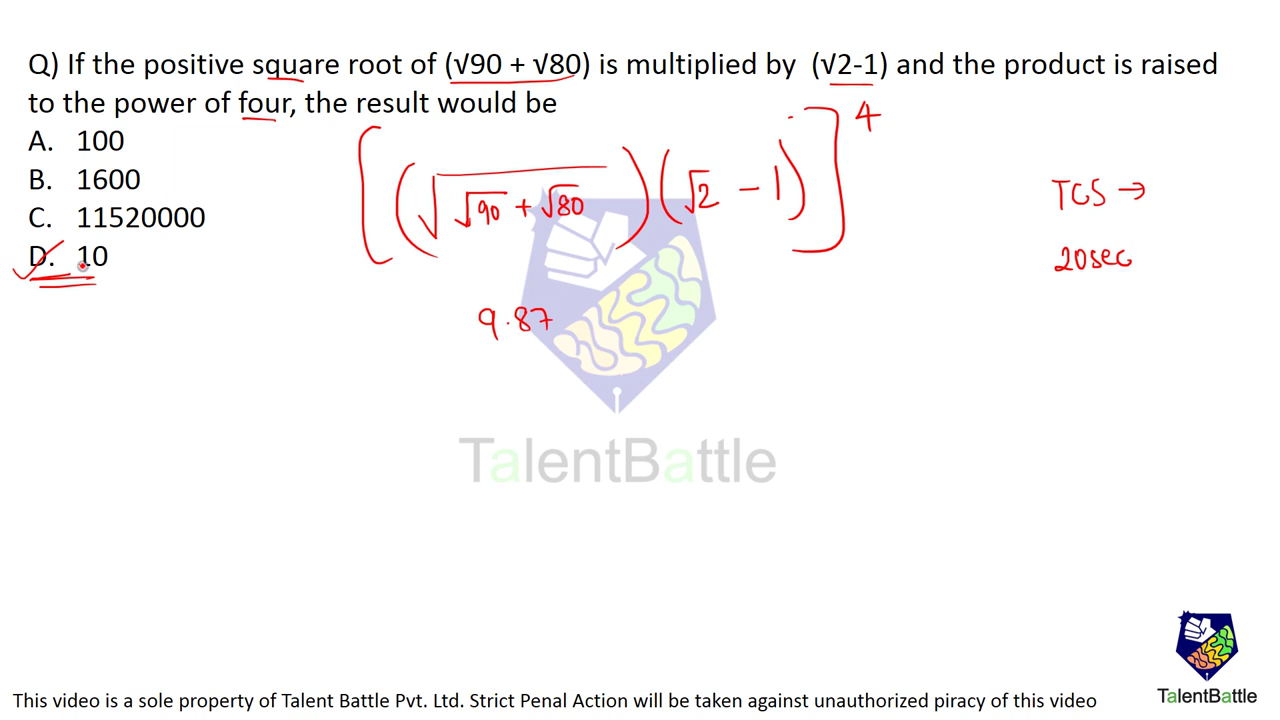 Q) If the positive square root of (√90 + √80) is multiplied by (√2-1) and the product is raised
to the power of four, the result would be
A. 100
B. 1600
C. 11520000
D. 10
[(√(√90 + √80))(√2 - 1)]^4
TCS →
20sec
9.87
TalentBattle
TalentBattle
This video is a sole property of Talent Battle Pvt. Ltd. Strict Penal Action will be taken against unauthorized piracy of this video